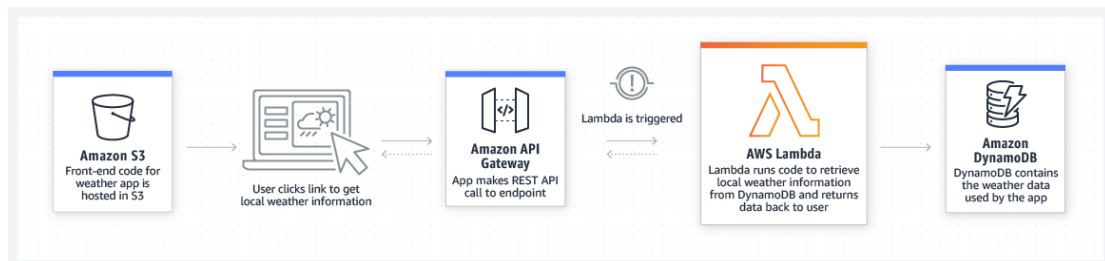 Amazon S3
Front-end code for
weather app is
hosted in S3
User clicks link to get
local weather information
</>
Amazon API
Gateway
App makes REST API
call to endpoint
Lambda is triggered
AWS Lambda
Lambda runs code to retrieve
local weather information
from DynamoDB and returns
data back to user
Amazon
DynamoDB
DynamoDB contains
the weather data
used by the app